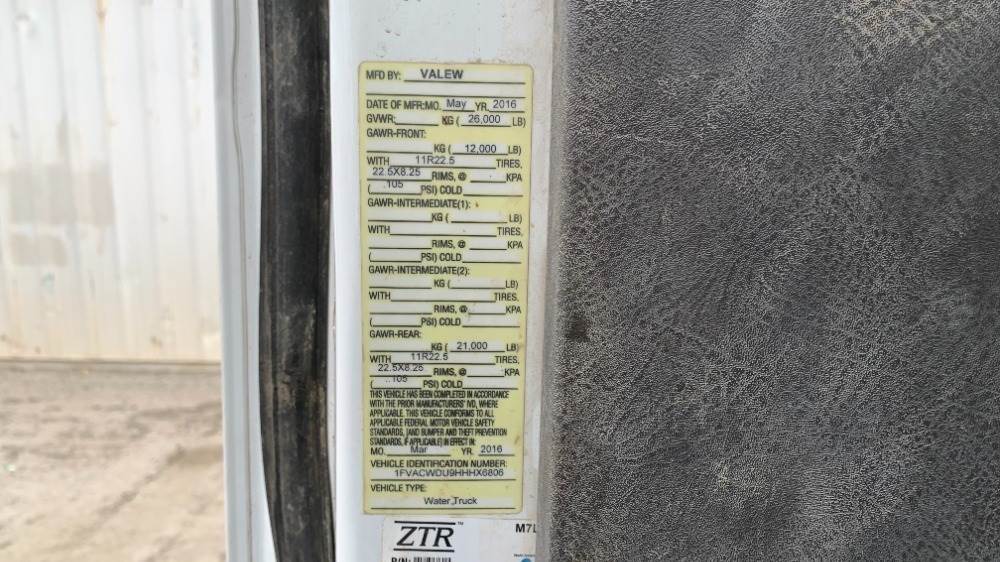 MFD BY: VALEW
DATE OF MFR:MO. May YR. 2016
GVWR: KG ( 26,000 LB)
GAWR-FRONT:
KG ( 12,000 LB)
WITH 11R22.5 TIRES,
22.5X8.25 RIMS, @ KPA
( 105 PSI) COLD
GAWR-INTERMEDIATE(1):
KG ( LB)
WITH TIRES,
RIMS, @ KPA
( PSI) COLD
GAWR-INTERMEDIATE(2):
KG ( LB)
WITH TIRES,
RIMS, @ KPA
( PSI) COLD
GAWR-REAR:
KG ( 21,000 LB)
WITH 11R22.5 TIRES,
22.5X8.25 RIMS, @ KPA
( 105 PSI) COLD
THIS VEHICLE HAS BEEN COMPLETED IN ACCORDANCE
WITH THE PRIOR MANUFACTURERS' IVD, WHERE
APPLICABLE. THIS VEHICLE CONFORMS TO ALL
APPLICABLE FEDERAL MOTOR VEHICLE SAFETY
STANDARDS, [AND BUMPER AND THEFT PREVENTION
STANDARDS, IF APPLICABLE] IN EFFECT IN:
MO. Mar YR. 2016
VEHICLE IDENTIFICATION NUMBER:
1FVACWDU9HHHX6806
VEHICLE TYPE:
Water Truck
ZTR™ M7
P/N: